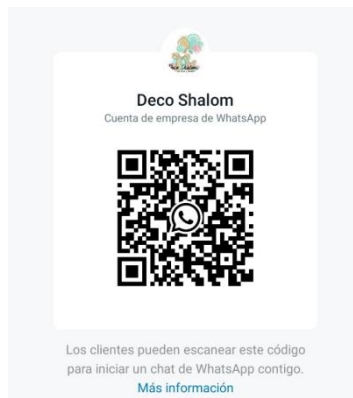 Deco Shalom
Cuenta de empresa de WhatsApp
Los clientes pueden escanear este código
para iniciar un chat de WhatsApp contigo.
Más información